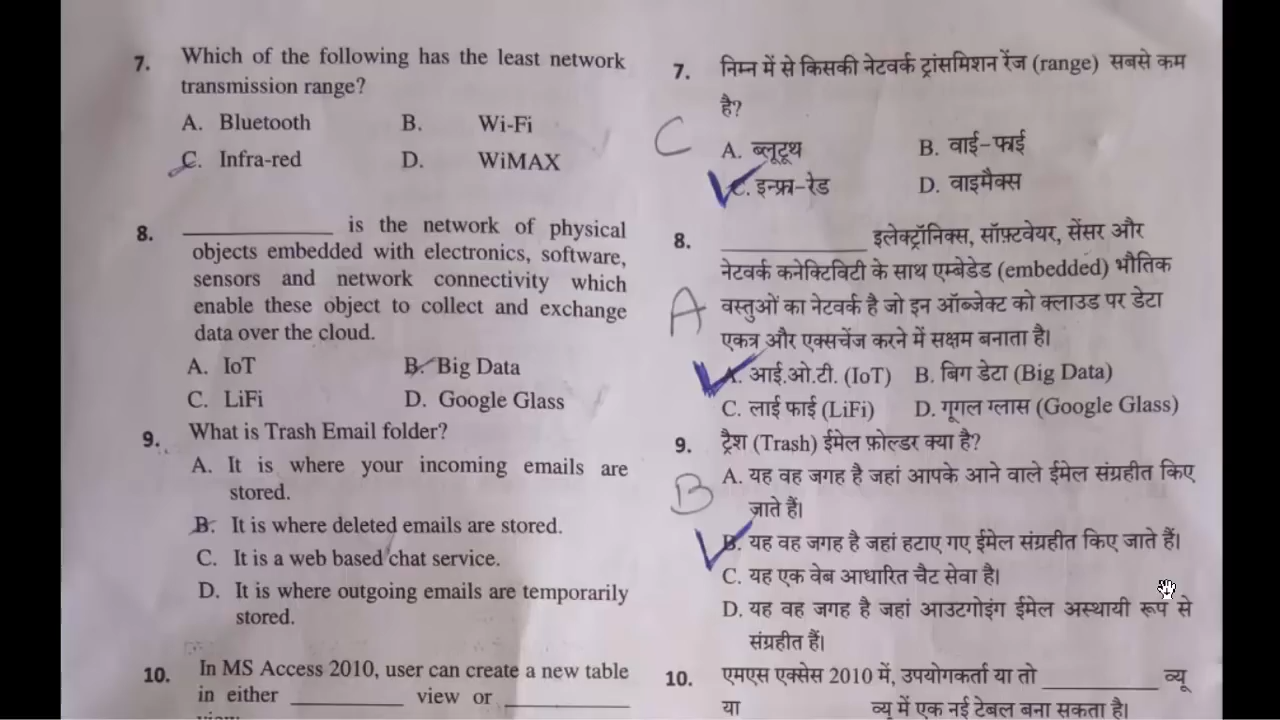 7. Which of the following has the least network
transmission range?
A. Bluetooth B. Wi-Fi
C. Infra-red D. WiMAX
8. ____________ is the network of physical
objects embedded with electronics, software,
sensors and network connectivity which
enable these object to collect and exchange
data over the cloud.
A. IoT B. Big Data
C. LiFi D. Google Glass
9. What is Trash Email folder?
A. It is where your incoming emails are
stored.
B. It is where deleted emails are stored.
C. It is a web based chat service.
D. It is where outgoing emails are temporarily
stored.
10. In MS Access 2010, user can create a new table
in either _________ view or __________
7. निम्न में से किसकी नेटवर्क ट्रांसमिशन रेंज (range) सबसे कम
है?
C
A. ब्लूटूथ B. वाई-फाई
C. इन्फ्रा-रेड D. वाइमैक्स
8. ____________ इलेक्ट्रॉनिक्स, सॉफ़्टवेयर, सेंसर और
नेटवर्क कनेक्टिविटी के साथ एम्बेडेड (embedded) भौतिक
A
वस्तुओं का नेटवर्क है जो इन ऑब्जेक्ट को क्लाउड पर डेटा
एकत्र और एक्सचेंज करने में सक्षम बनाता है।
A. आई.ओ.टी. (IoT) B. बिग डेटा (Big Data)
C. लाई फाई (LiFi) D. गूगल ग्लास (Google Glass)
9. ट्रैश (Trash) ईमेल फ़ोल्डर क्या है?
A. यह वह जगह है जहां आपके आने वाले ईमेल संग्रहीत किए
B
जाते हैं।
B. यह वह जगह है जहां हटाए गए ईमेल संग्रहीत किए जाते हैं।
C. यह एक वेब आधारित चैट सेवा है।
D. यह वह जगह है जहां आउटगोइंग ईमेल अस्थायी रूप से
संग्रहीत हैं।
10. एमएस एक्सेस 2010 में, उपयोगकर्ता या तो _________ व्यू
या व्यू में एक नई टेबल बना सकता है।